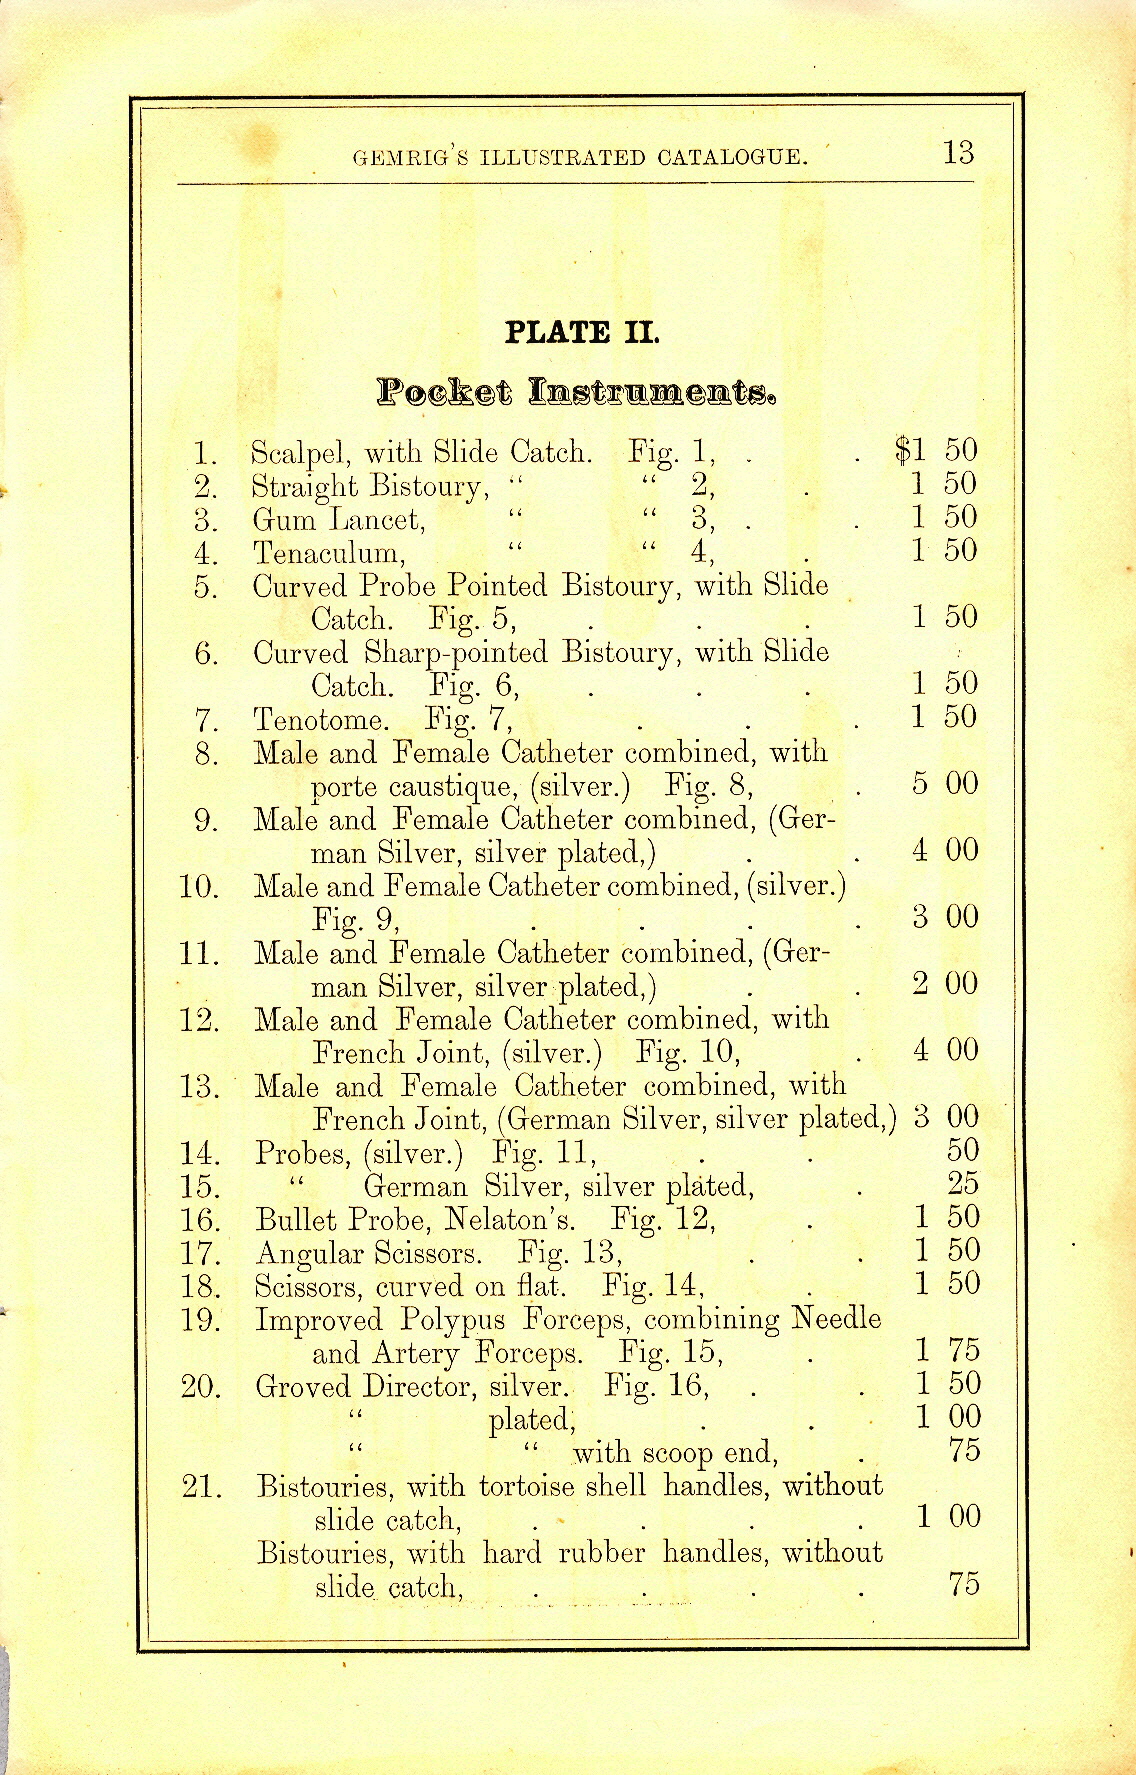 GEMRIG'S ILLUSTRATED CATALOGUE. 13
PLATE II.
Pocket Instruments.
1. Scalpel, with Slide Catch. Fig. 1, . . $1 50
2. Straight Bistoury, “ “ 2, . 1 50
3. Gum Lancet, “ “ 3, . . 1 50
4. Tenaculum, “ “ 4, . 1 50
5. Curved Probe Pointed Bistoury, with Slide
Catch. Fig. 5, . . . 1 50
6. Curved Sharp-pointed Bistoury, with Slide
Catch. Fig. 6, . . . 1 50
7. Tenotome. Fig. 7, . . . 1 50
8. Male and Female Catheter combined, with
porte caustique, (silver.) Fig. 8, . 5 00
9. Male and Female Catheter combined, (Ger-
man Silver, silver plated,) . . 4 00
10. Male and Female Catheter combined, (silver.)
Fig. 9, . . . . 3 00
11. Male and Female Catheter combined, (Ger-
man Silver, silver plated,) . . 2 00
12. Male and Female Catheter combined, with
French Joint, (silver.) Fig. 10, . 4 00
13. Male and Female Catheter combined, with
French Joint, (German Silver, silver plated,) 3 00
14. Probes, (silver.) Fig. 11, . . 50
15. “ German Silver, silver plated, . 25
16. Bullet Probe, Nelaton's. Fig. 12, . 1 50
17. Angular Scissors. Fig. 13, . . 1 50
18. Scissors, curved on flat. Fig. 14, . 1 50
19. Improved Polypus Forceps, combining Needle
and Artery Forceps. Fig. 15, . 1 75
20. Groved Director, silver. Fig. 16, . . 1 50
“ plated, . . . 1 00
“ “ with scoop end, . 75
21. Bistouries, with tortoise shell handles, without
slide catch, . . . . 1 00
Bistouries, with hard rubber handles, without
slide catch, . . . . 75